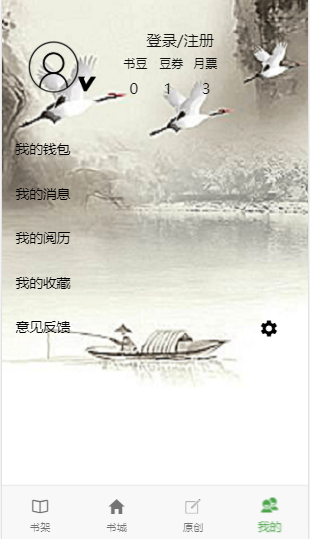 登录/注册
书豆 书券 月票
0 1 3
我的钱包
我的消息
我的阅历
我的收藏
意见反馈
书架 书城 原创 我的